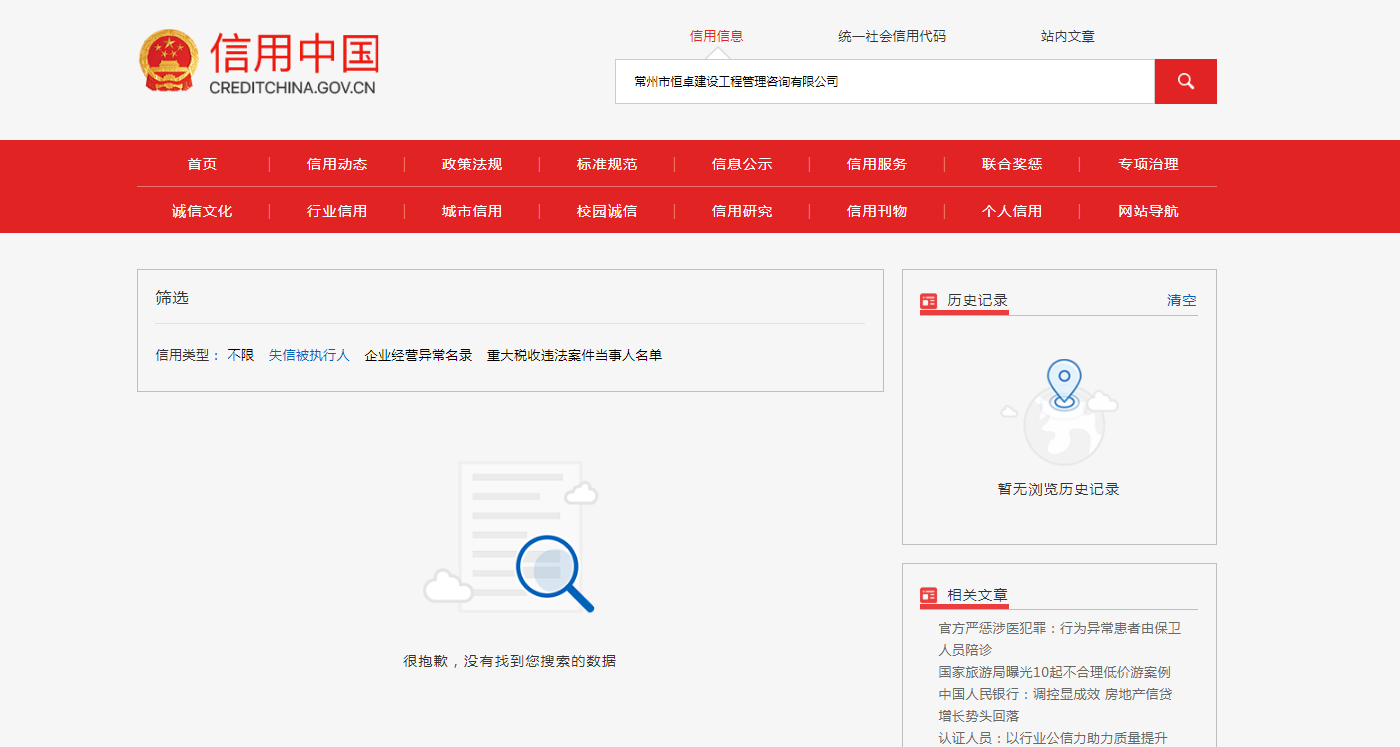 信用中国
CREDITCHINA.GOV.CN
信用信息 统一社会信用代码 站内文章
常州市恒卓建设工程管理咨询有限公司
首页 信用动态 政策法规 标准规范 信息公示 信用服务 联合奖惩 专项治理
诚信文化 行业信用 城市信用 校园诚信 信用研究 信用刊物 个人信用 网站导航
筛选
信用类型： 不限 失信被执行人 企业经营异常名录 重大税收违法案件当事人名单
很抱歉，没有找到您搜索的数据
历史记录 清空
暂无浏览历史记录
相关文章
官方严惩涉医犯罪：行为异常患者由保卫
人员陪诊
国家旅游局曝光10起不合理低价游案例
中国人民银行：调控显成效 房地产信贷
增长势头回落
认证人员：以行业公信力助力质量提升